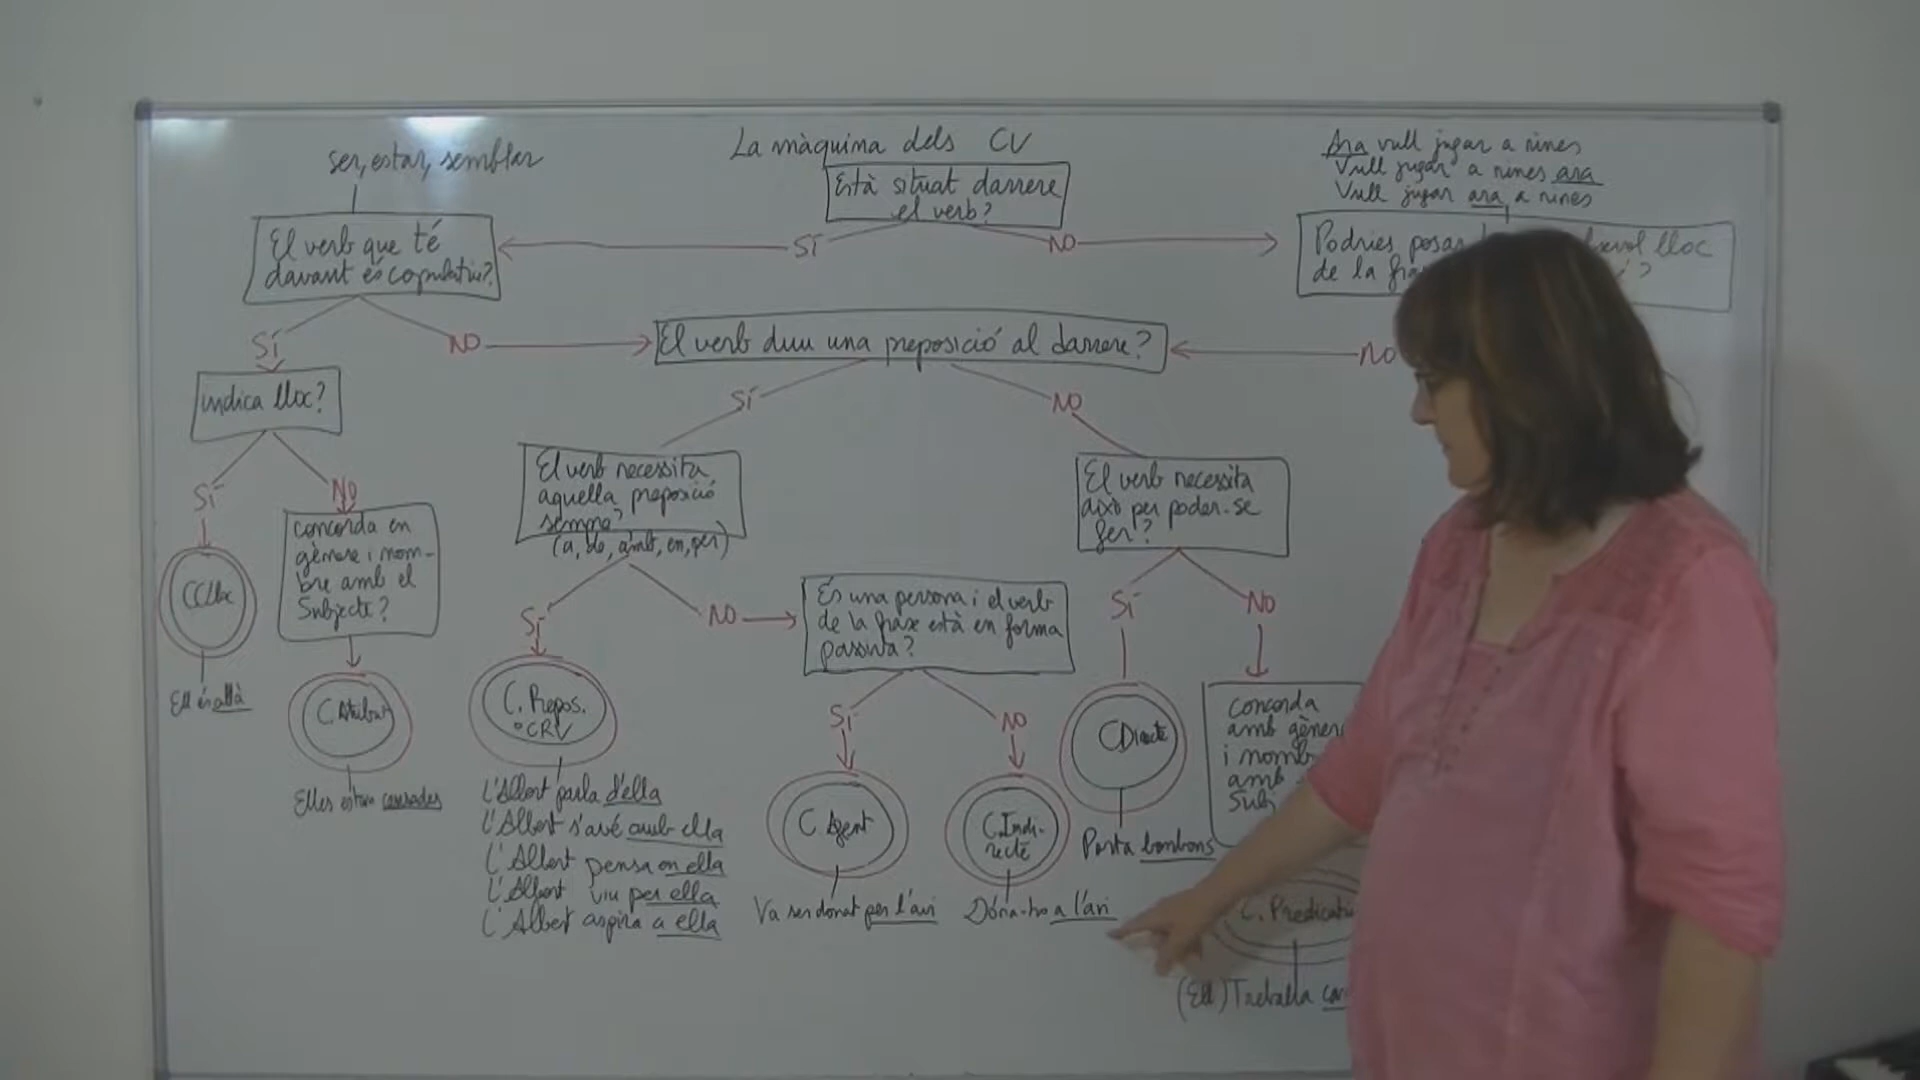 La màquina dels CV
Està situat darrere
el verb?
SÍ
NO
ser, estar, semblar
El verb que té
davant és copulatiu?
SÍ
NO
Ara vull jugar a nines
Vull jugar a nines ara
Vull jugar ara a nines
Podries posar lloc
de la
?
NO
El verb duu una preposició al darrere?
SÍ
NO
indica lloc?
SÍ
NO
CClloc
Ell és allà
concorda en
gènere i nom-
bre amb el
Subjecte?
C. Atribut
Elles estan cansades
El verb necessita
aquella preposició
sempre?
(a, de, amb, en, per)
SÍ
NO
C. Prepos.
o CRV
L'Albert parla d'ella
L'Albert s'avé amb ella
L'Albert pensa en ella
L'Albert viu per ella
L'Albert aspira a ella
És una persona i el verb
de la frase està en forma
passiva?
SÍ
NO
C. Agent
Va ser donat per l'avi
C. Indi-
recte
Dóna-ho a l'avi
El verb necessita
això per poder-se
fer?
SÍ
NO
CDirecte
Porta bombons
Concorda
amb gènere
i nomb
amb
Subj
C. Predicati
(Ell) Treballa